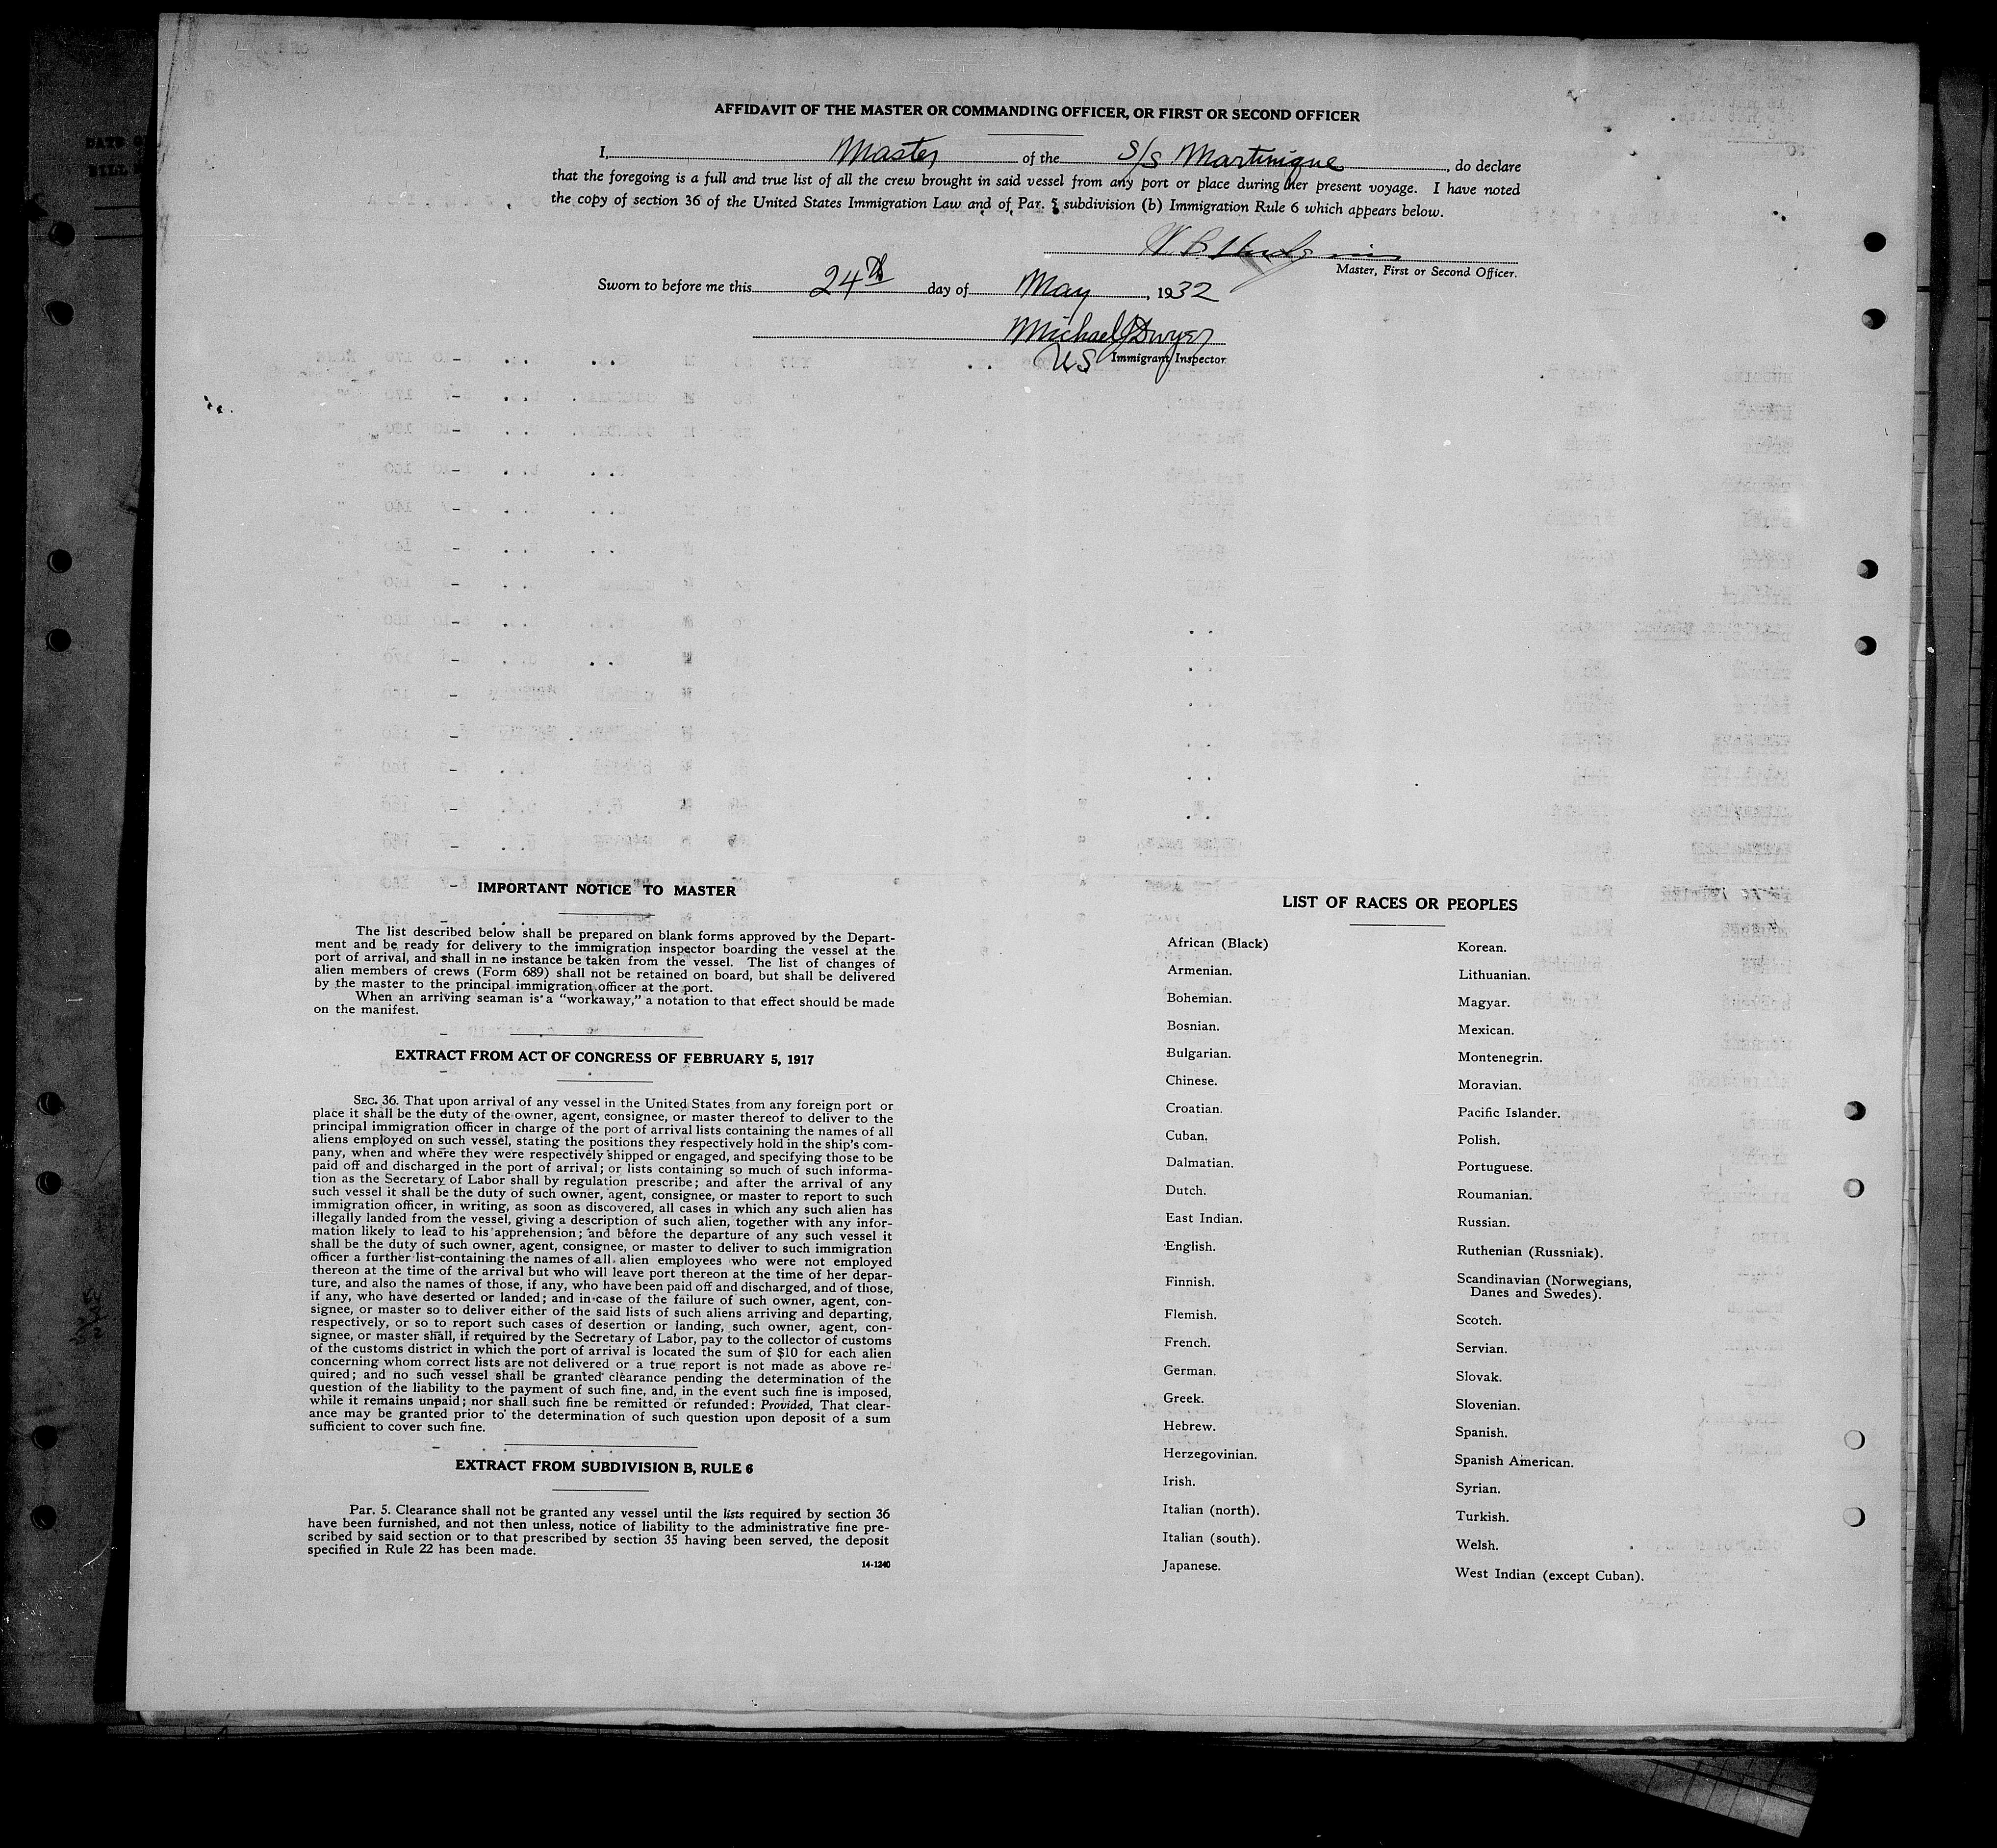 AFFIDAVIT OF THE MASTER OR COMMANDING OFFICER, OR FIRST OR SECOND OFFICER
I, Master of the S/S Martinique, do declare
that the foregoing is a full and true list of all the crew brought in said vessel from any port or place during her present voyage. I have noted
the copy of section 36 of the United States Immigration Law and of Par. 5 subdivision (b) Immigration Rule 6 which appears below.
Master, First or Second Officer.
Sworn to before me this 24th day of May, 1932
Michael J Dwyer
US Immigrant Inspector
IMPORTANT NOTICE TO MASTER
The list described below shall be prepared on blank forms approved by the Depart-
ment and be ready for delivery to the immigration inspector boarding the vessel at the
port of arrival, and shall in no instance be taken from the vessel. The list of changes of
alien members of crews (Form 689) shall not be retained on board, but shall be delivered
by the master to the principal immigration officer at the port.
When an arriving seaman is a "workaway," a notation to that effect should be made
on the manifest.
EXTRACT FROM ACT OF CONGRESS OF FEBRUARY 5, 1917
SEC. 36. That upon arrival of any vessel in the United States from any foreign port or
place it shall be the duty of the owner, agent, consignee, or master thereof to deliver to the
principal immigration officer in charge of the port of arrival lists containing the names of all
aliens employed on such vessel, stating the positions they respectively hold in the ship's com-
pany, when and where they were respectively shipped or engaged, and specifying those to be
paid off and discharged in the port of arrival; or lists containing so much of such informa-
tion as the Secretary of Labor shall by regulation prescribe; and after the arrival of any
such vessel it shall be the duty of such owner, agent, consignee, or master to report to such
immigration officer, in writing, as soon as discovered, all cases in which any such alien has
illegally landed from the vessel, giving a description of such alien, together with any infor-
mation likely to lead to his apprehension; and before the departure of any such vessel it
shall be the duty of such owner, agent, consignee, or master to deliver to such immigration
officer a further list containing the names of all alien employees who were not employed
thereon at the time of the arrival but who will leave port thereon at the time of her depar-
ture, and also the names of those, if any, who have been paid off and discharged, and of those,
if any, who have deserted or landed; and in case of the failure of such owner, agent, con-
signee, or master so to deliver either of the said lists of such aliens arriving and departing,
respectively, or so to report such cases of desertion or landing, such owner, agent, con-
signee, or master shall, if required by the Secretary of Labor, pay to the collector of customs
of the customs district in which the port of arrival is located the sum of $10 for each alien
concerning whom correct lists are not delivered or a true report is not made as above re-
quired; and no such vessel shall be granted clearance pending the determination of the
question of the liability to the payment of such fine, and, in the event such fine is imposed,
while it remains unpaid; nor shall such fine be remitted or refunded: Provided, That clear-
ance may be granted prior to the determination of such question upon deposit of a sum
sufficient to cover such fine.
EXTRACT FROM SUBDIVISION B, RULE 6
Par. 5. Clearance shall not be granted any vessel until the lists required by section 36
have been furnished, and not then unless, notice of liability to the administrative fine pre-
scribed by said section or to that prescribed by section 35 having been served, the deposit
specified in Rule 22 has been made.
14-1240
LIST OF RACES OR PEOPLES
African (Black)
Armenian.
Bohemian.
Bosnian.
Bulgarian.
Chinese.
Croatian.
Cuban.
Dalmatian.
Dutch.
East Indian.
English.
Finnish.
Flemish.
French.
German.
Greek.
Hebrew.
Herzegovinian.
Irish.
Italian (north).
Italian (south).
Japanese.
Korean.
Lithuanian.
Magyar.
Mexican.
Montenegrin.
Moravian.
Pacific Islander.
Polish.
Portuguese.
Roumanian.
Russian.
Ruthenian (Russniak).
Scandinavian (Norwegians,
Danes and Swedes).
Scotch.
Servian.
Slovak.
Slovenian.
Spanish.
Spanish American.
Syrian.
Turkish.
Welsh.
West Indian (except Cuban).